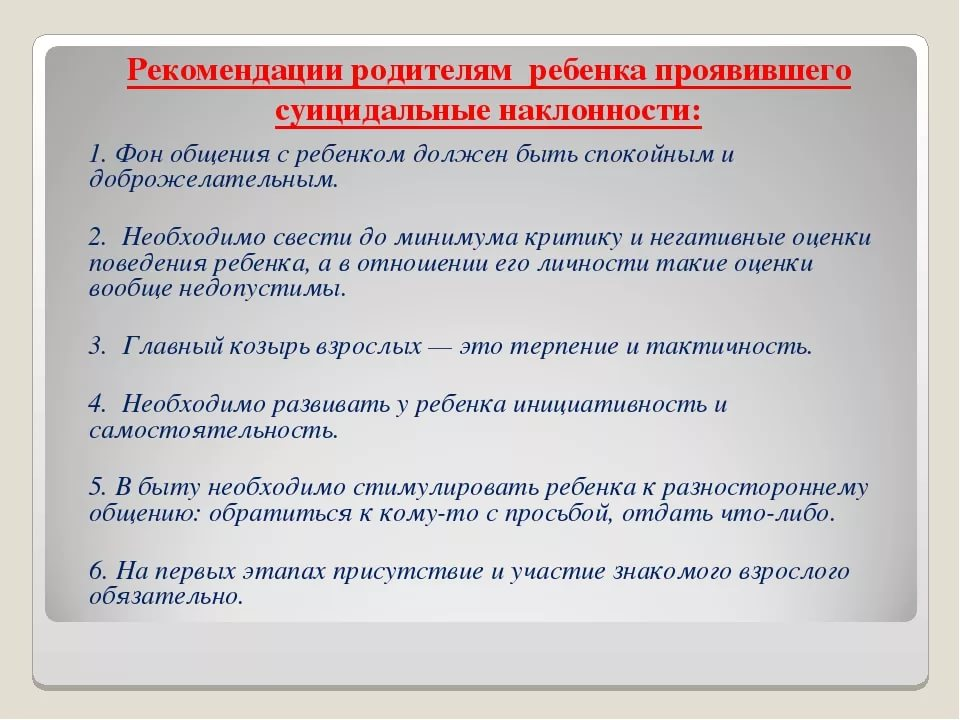 Рекомендации родителям ребенка проявившего
суицидальные наклонности:
1. Фон общения с ребенком должен быть спокойным и
доброжелательным.
2. Необходимо свести до минимума критику и негативные оценки
поведения ребенка, а в отношении его личности такие оценки
вообще недопустимы.
3. Главный козырь взрослых — это терпение и тактичность.
4. Необходимо развивать у ребенка инициативность и
самостоятельность.
5. В быту необходимо стимулировать ребенка к разностороннему
общению: обратиться к кому-то с просьбой, отдать что-либо.
6. На первых этапах присутствие и участие знакомого взрослого
обязательно.